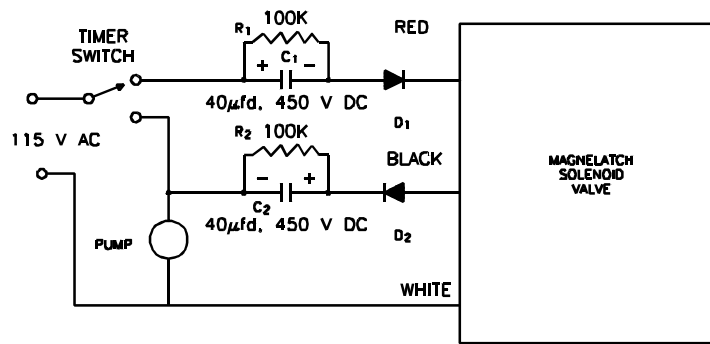 TIMER
SWITCH
115 V AC
R1 100K
+ C1 -
40µfd, 450 V DC
RED
D1
R2 100K
- C2 +
40µfd, 450 V DC
BLACK
D2
PUMP
WHITE
MAGNELATCH
SOLENOID
VALVE